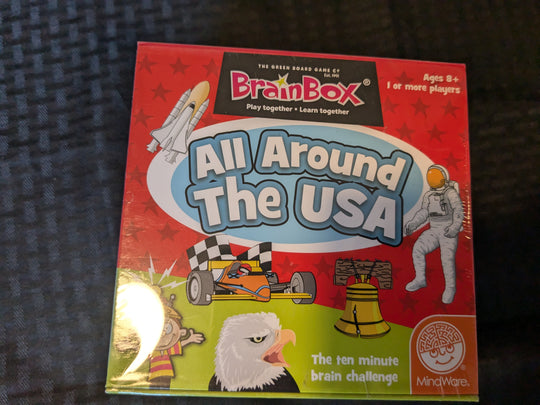 THE GREEN BOARD GAME Cº
Est. 1991
BrainBox®
Play together • Learn together
Ages 8+
1 or more players
All Around
The USA
The ten minute
brain challenge
MindWare®